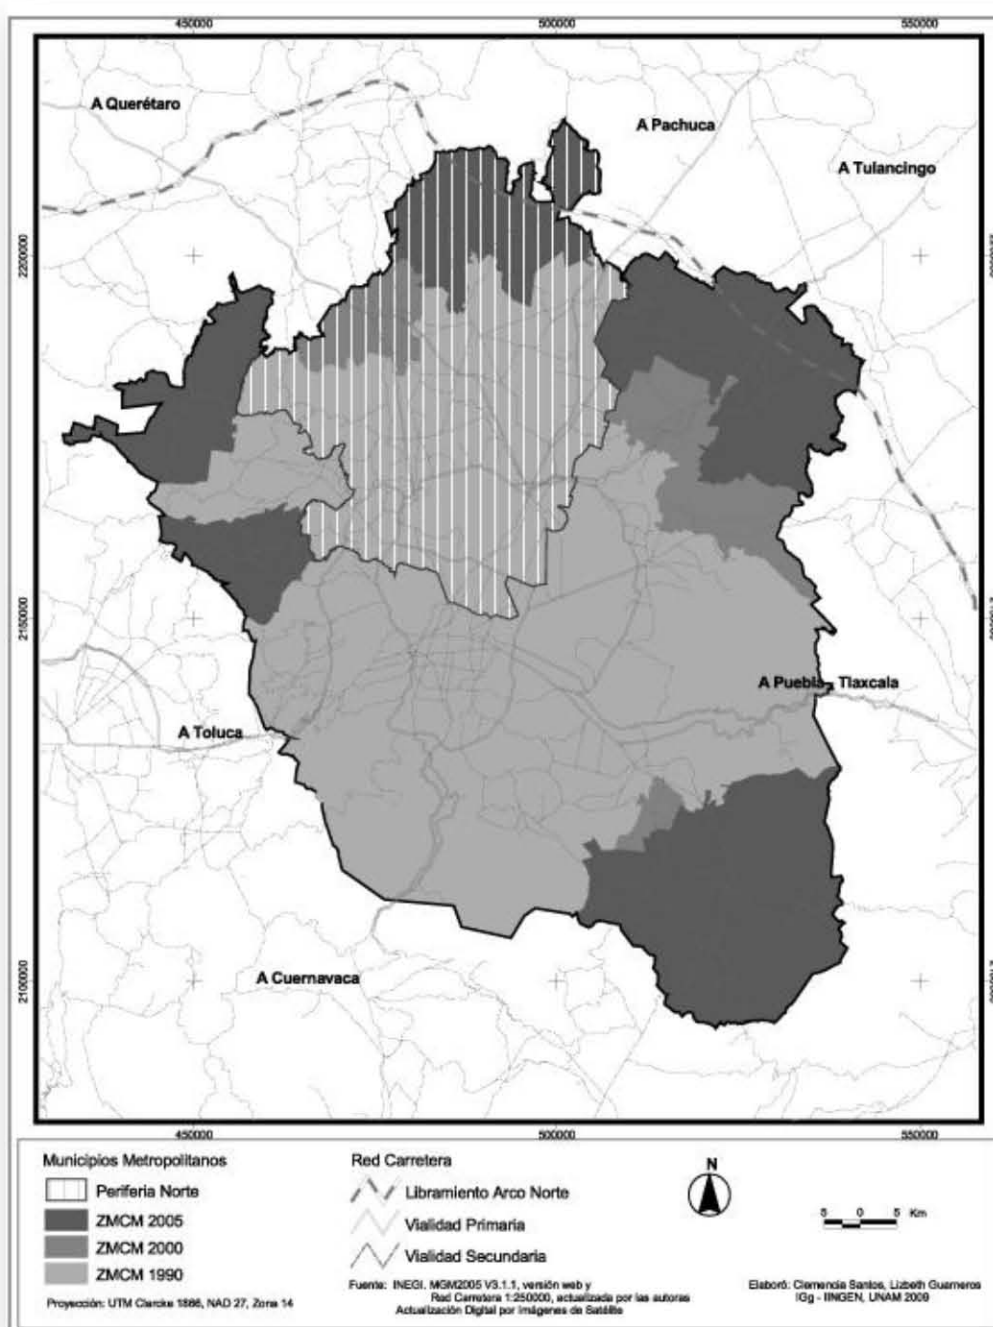 450000 500000 550000
A Querétaro
A Pachuca
A Tulancingo
2200000
2150000
A Puebla - Tlaxcala
A Toluca
A Cuernavaca
2100000
450000 500000 550000
Municipios Metropolitanos
Periferia Norte
ZMCM 2005
ZMCM 2000
ZMCM 1990
Proyección: UTM Clarcke 1866, NAD 27, Zona 14
Red Carretera
Libramiento Arco Norte
Vialidad Primaria
Vialidad Secundaria
Fuente: INEGI. MGM2005 V3.1.1, versión web y
Red Carretera 1:250000, actualizada por las autoras
Actualización Digital por Imágenes de Satélite
N
5 0 5 Km
Elaboró: Clemencia Santos, Lizbeth Guarneros
IGg - IINGEN, UNAM 2009